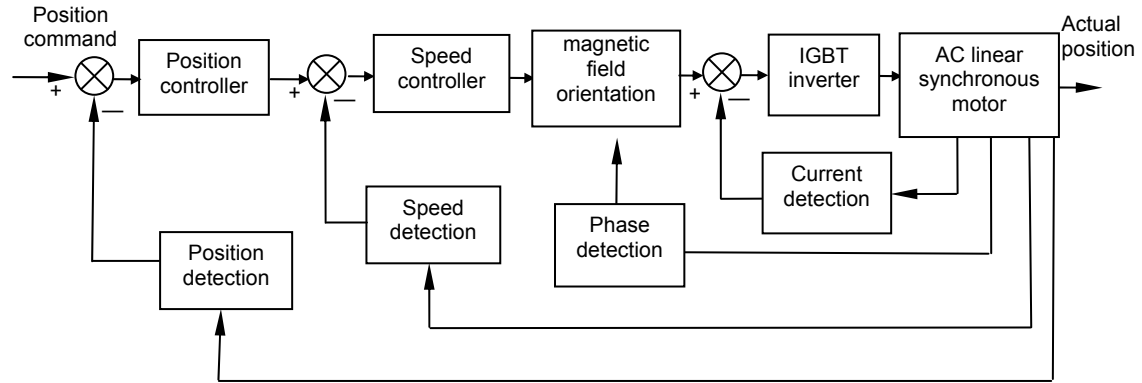 Position
command
+
—
Position
controller
+
—
Speed
controller
magnetic
field
orientation
+
—
IGBT
inverter
AC linear
synchronous
motor
Actual
position
Current
detection
Speed
detection
Phase
detection
Position
detection